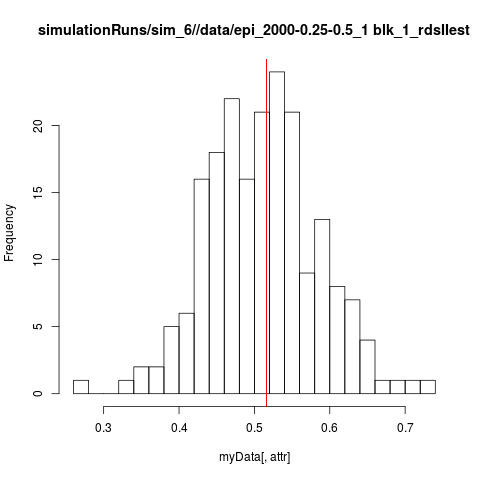 simulationRuns/sim_6//data/epi_2000-0.25-0.5_1 blk_1_rdsIIest
Frequency
20
15
10
5
0
0.3 0.4 0.5 0.6 0.7
myData[, attr]